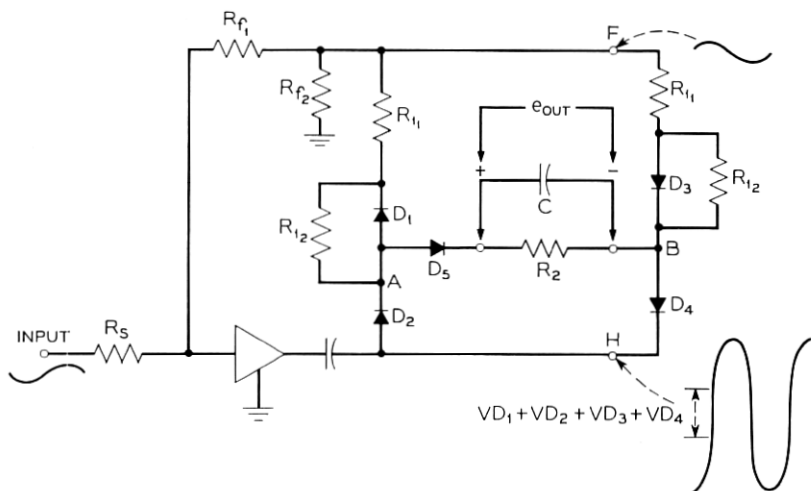 Rf1
F
Rf2
R11
R11
eOUT
+
−
D3
R12
C
D1
R12
D5
R2
B
A
D2
D4
INPUT
RS
H
VD1 + VD2 + VD3 + VD4